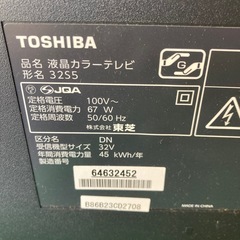 TOSHIBA
品名 液晶カラーテレビ
形名 32S5
S JQA
定格電圧 100V~
定格消費電力 67 W
定格周波数 50/60 Hz
株式会社 東芝
区分名 DN
受信機型サイズ 32V
年間消費電力量 45 kWh/年
製造番号
64632452
B86B23C02708